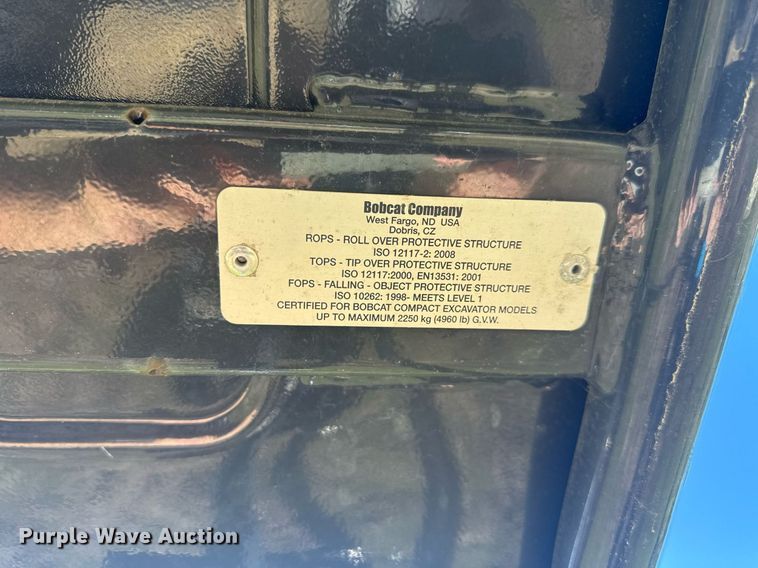 Bobcat Company
West Fargo, ND USA
Dobris, CZ
ROPS - ROLL OVER PROTECTIVE STRUCTURE
ISO 12117-2: 2008
TOPS - TIP OVER PROTECTIVE STRUCTURE
ISO 12117:2000, EN13531: 2001
FOPS - FALLING - OBJECT PROTECTIVE STRUCTURE
ISO 10262: 1998- MEETS LEVEL 1
CERTIFIED FOR BOBCAT COMPACT EXCAVATOR MODELS
UP TO MAXIMUM 2250 kg (4960 lb) G.V.W.
Purple Wave Auction